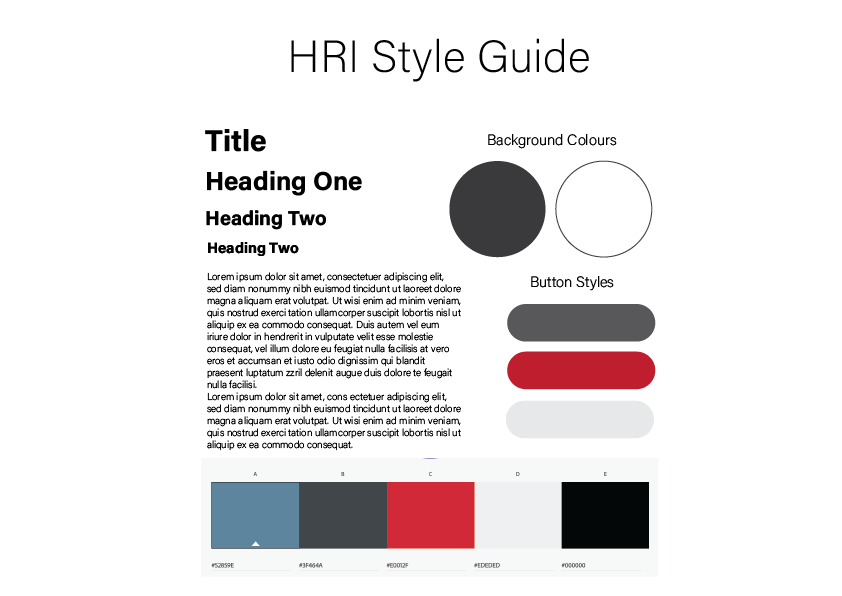 HRI Style Guide
Title
Heading One
Heading Two
Heading Two
Lorem ipsum dolor sit amet, consectetuer adipiscing elit,
sed diam nonummy nibh euismod tincidunt ut laoreet dolore
magna aliquam erat volutpat. Ut wisi enim ad minim veniam,
quis nostrud exerci tation ullamcorper suscipit lobortis nisl ut
aliquip ex ea commodo consequat. Duis autem vel eum
iriure dolor in hendrerit in vulputate velit esse molestie
consequat, vel illum dolore eu feugiat nulla facilisis at vero
eros et accumsan et iusto odio dignissim qui blandit
praesent luptatum zzril delenit augue duis dolore te feugait
nulla facilisi.
Lorem ipsum dolor sit amet, cons ectetuer adipiscing elit,
sed diam nonummy nibh euismod tincidunt ut laoreet dolore
magna aliquam erat volutpat. Ut wisi enim ad minim veniam,
quis nostrud exerci tation ullamcorper suscipit lobortis nisl ut
aliquip ex ea commodo consequat.
Background Colours
Button Styles
A B C D E
#52859E #3F464A #E0012F #EDEDED #000000